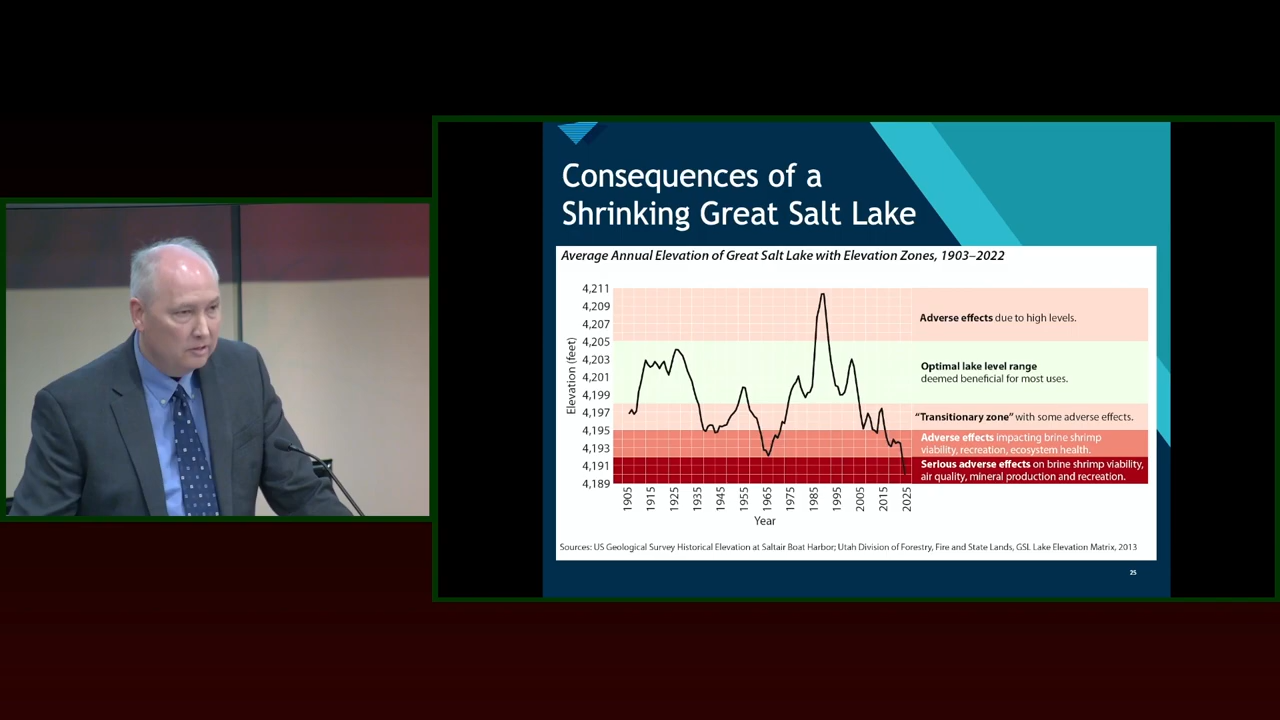 Consequences of a
Shrinking Great Salt Lake
Average Annual Elevation of Great Salt Lake with Elevation Zones, 1903–2022
Elevation (feet)
4,211
4,209
4,207
4,205
4,203
4,201
4,199
4,197
4,195
4,193
4,191
4,189
Adverse effects due to high levels.
Optimal lake level range
deemed beneficial for most uses.
“Transitionary zone” with some adverse effects.
Adverse effects impacting brine shrimp
viability, recreation, ecosystem health.
Serious adverse effects on brine shrimp viability,
air quality, mineral production and recreation.
1905
1915
1925
1935
1945
1955
1965
1975
1985
1995
2005
2015
2025
Year
Sources: US Geological Survey Historical Elevation at Saltair Boat Harbor; Utah Division of Forestry, Fire and State Lands, GSL Lake Elevation Matrix, 2013
25